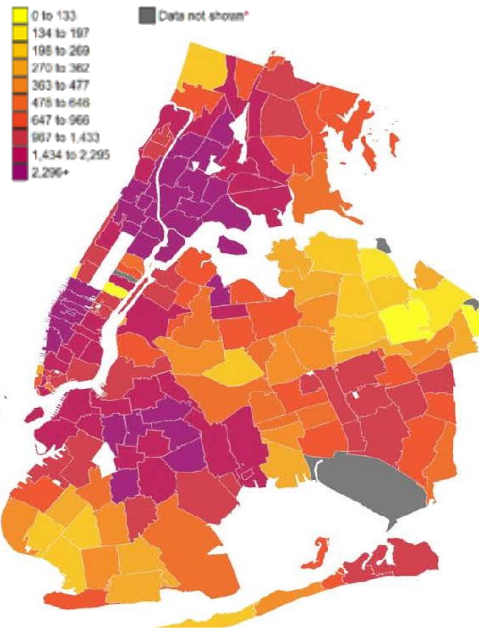 0 to 133
134 to 197
198 to 269
270 to 362
363 to 477
478 to 646
647 to 966
967 to 1,433
1,434 to 2,295
2,296+
Data not shown*